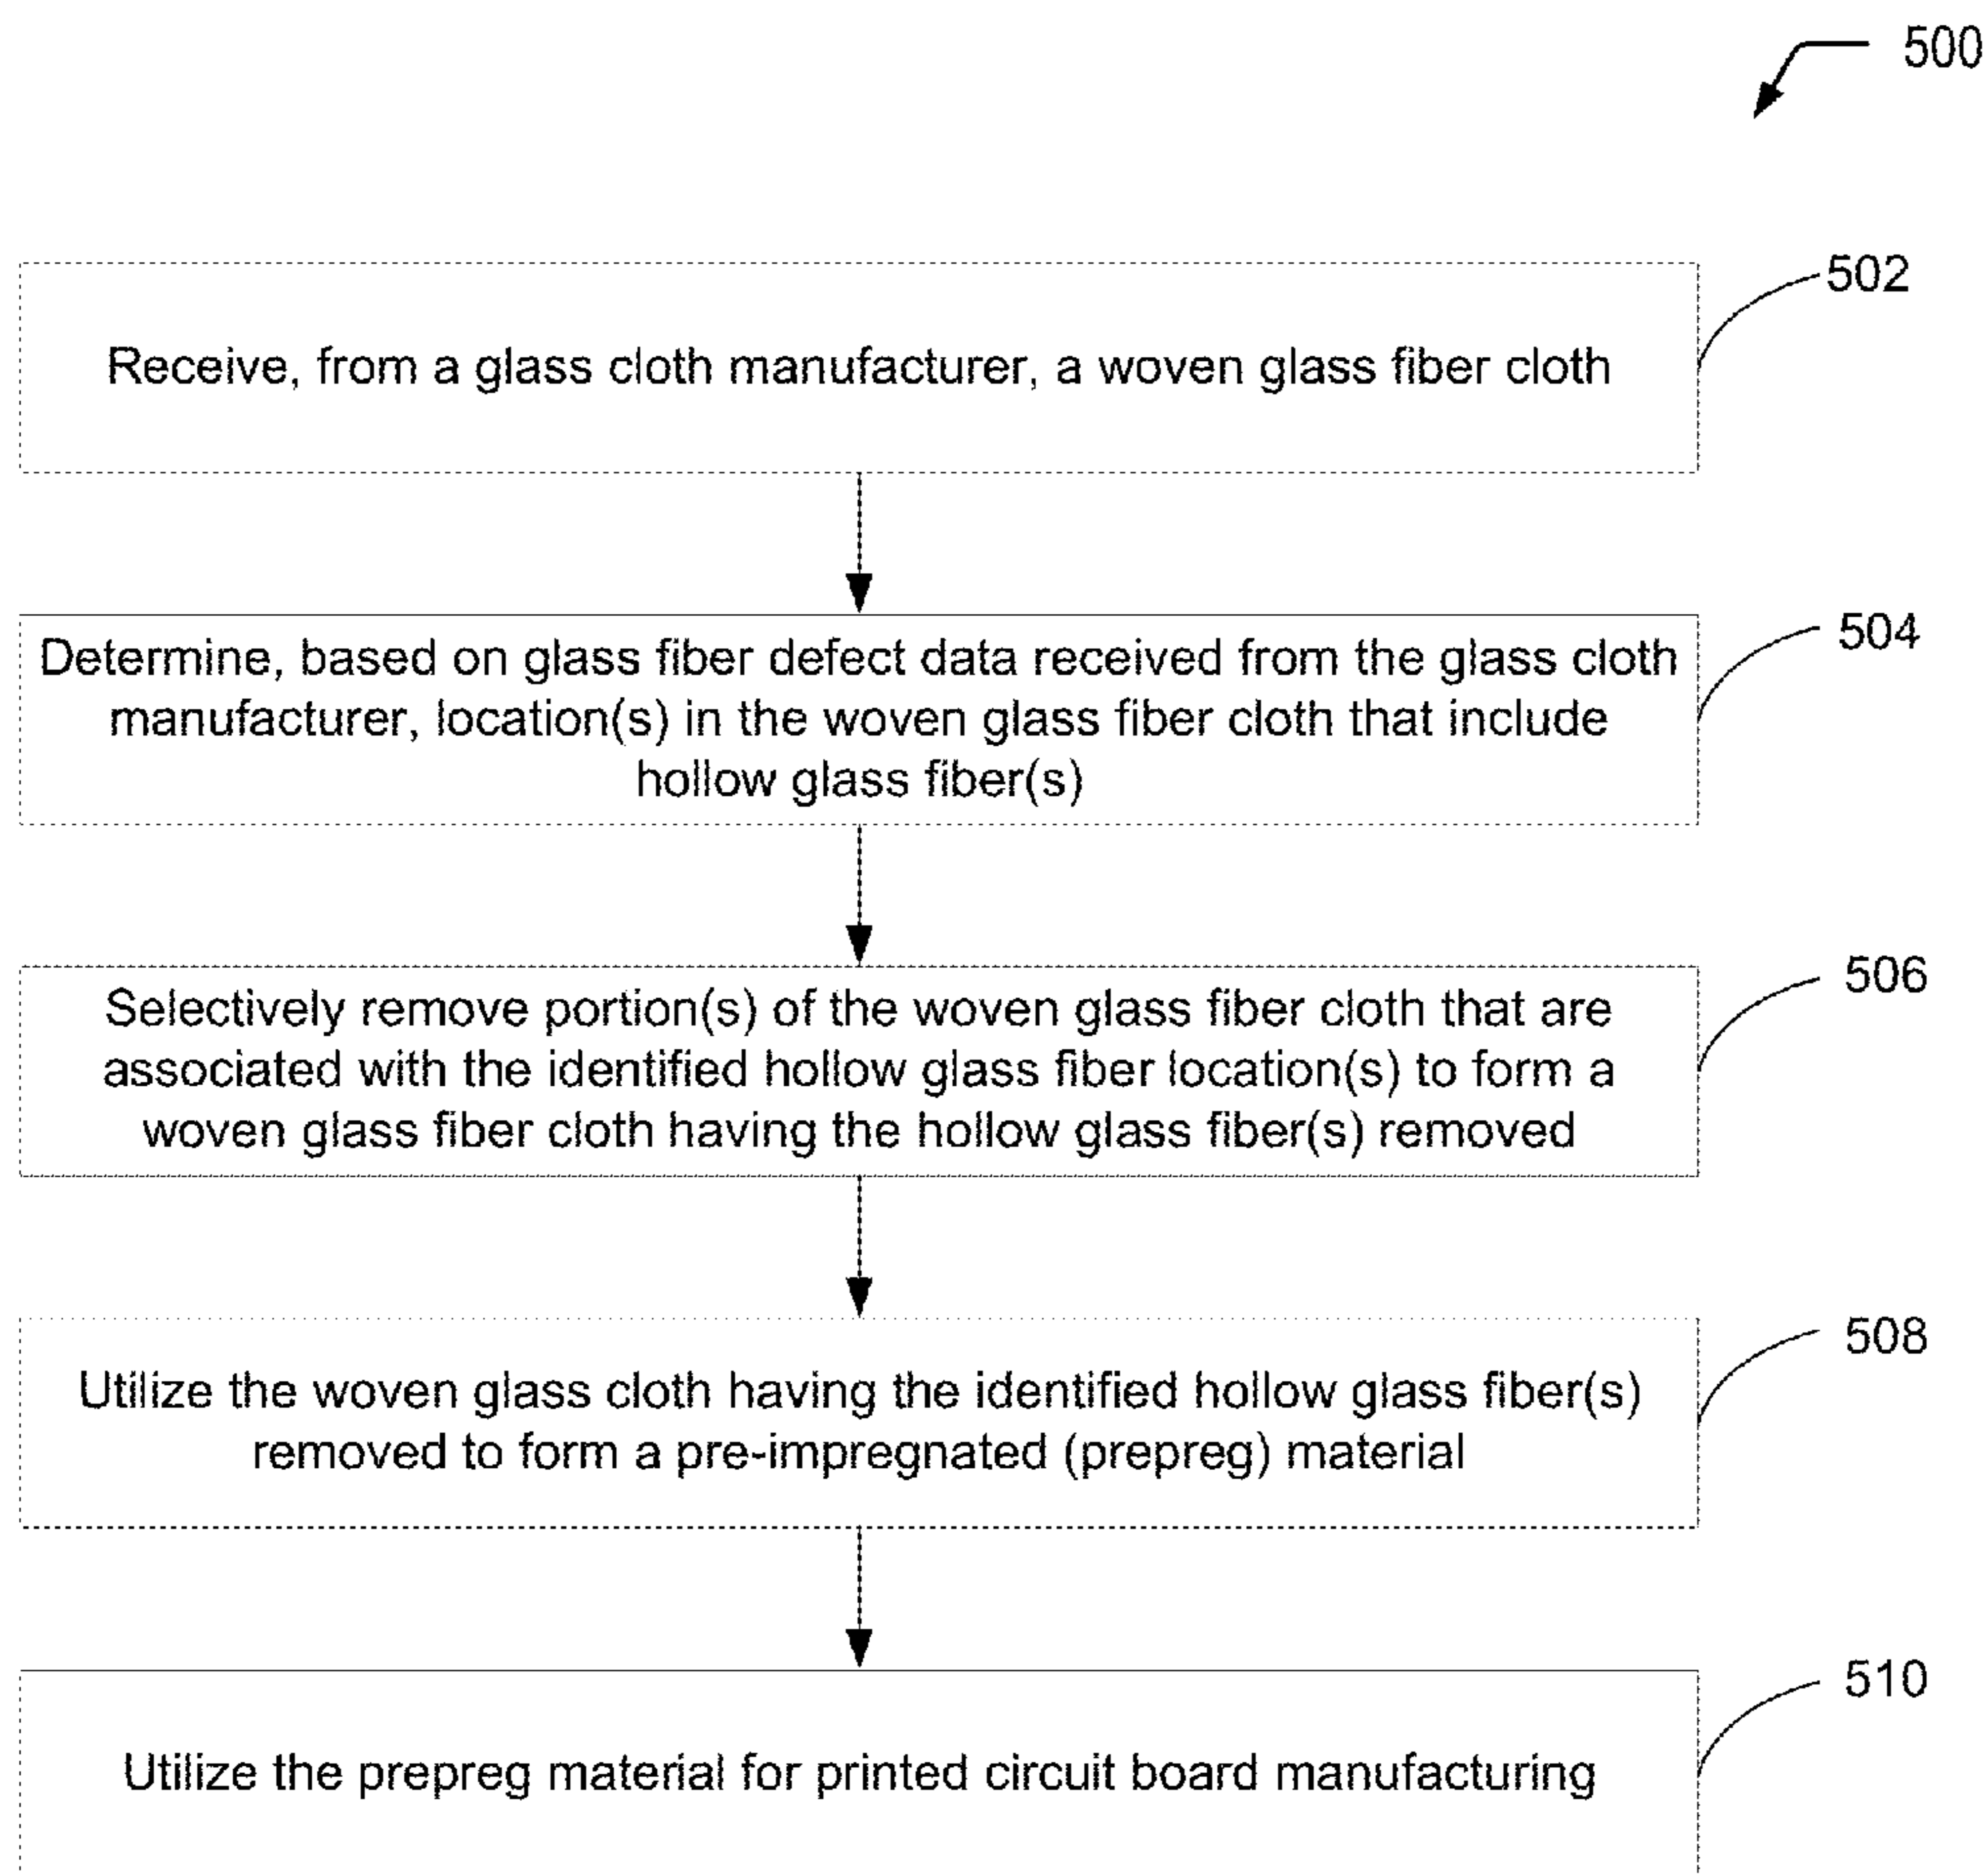 500
502
Receive, from a glass cloth manufacturer, a woven glass fiber cloth
504
Determine, based on glass fiber defect data received from the glass cloth
manufacturer, location(s) in the woven glass fiber cloth that include
hollow glass fiber(s)
506
Selectively remove portion(s) of the woven glass fiber cloth that are
associated with the identified hollow glass fiber location(s) to form a
woven glass fiber cloth having the hollow glass fiber(s) removed
508
Utilize the woven glass cloth having the identified hollow glass fiber(s)
removed to form a pre-impregnated (prepreg) material
510
Utilize the prepreg material for printed circuit board manufacturing